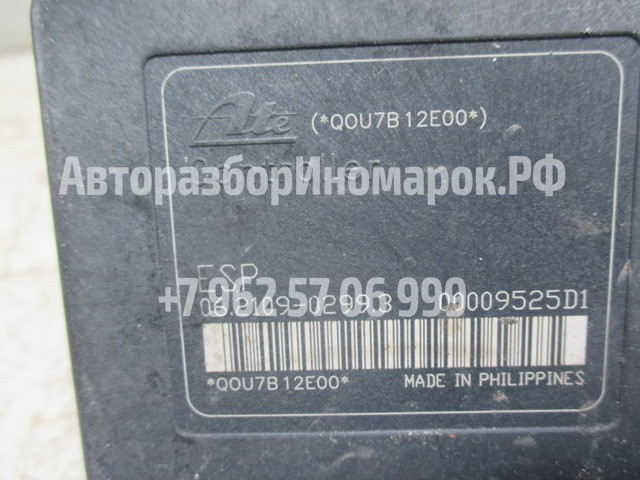 Ate (*QOU7B12E00*)
АвторазборИномарок.РФ
Controller
ESP
+7 962 57 06 990
06.2109-0299.3 00009525D1
*QOU7B12E00* MADE IN PHILIPPINES